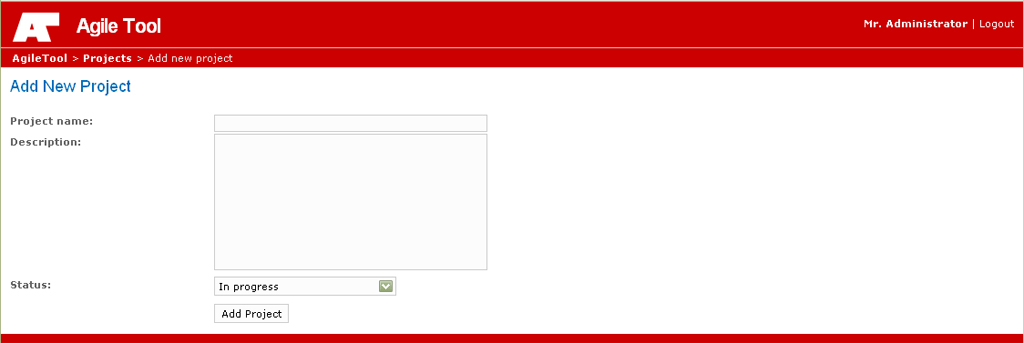 AT Agile Tool
Mr. Administrator | Logout
AgileTool > Projects > Add new project
Add New Project
Project name:
Description:
Status:
In progress
Add Project